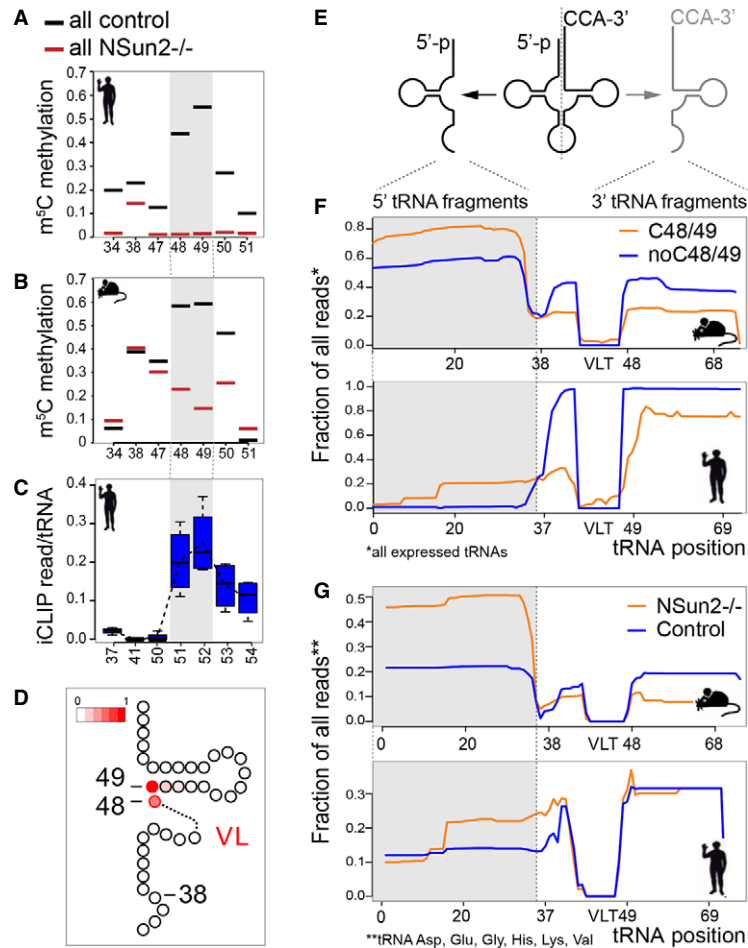 A
all control
all NSun2-/-
m⁵C methylation
0.7
0.6
0.5
0.4
0.3
0.2
0.1
0
34 38 47 48 49 50 51
B
m⁵C methylation
0.7
0.6
0.5
0.4
0.3
0.2
0.1
0
34 38 47 48 49 50 51
C
iCLIP read/tRNA
0.4
0.3
0.2
0.1
0.0
37 41 50 51 52 53 54
D
0 1
49
48
VL
38
E
5'-p
5'-p
CCA-3'
CCA-3'
5' tRNA fragments
3' tRNA fragments
F
Fraction of all reads*
C48/49
noC48/49
0.8
0.6
0.4
0.2
0.0
20 38 VLT 48 68
1.0
0.8
0.6
0.4
0.2
0.0
0 20 37 VLT 49 69
*all expressed tRNAs
tRNA position
G
Fraction of all reads**
NSun2-/-
Control
0.5
0.4
0.3
0.2
0.1
0.0
0 20 38 VLT 48 68
0.3
0.2
0.1
0.0
0 20 37 VLT49 69
**tRNA Asp, Glu, Gly, His, Lys, Val
tRNA position